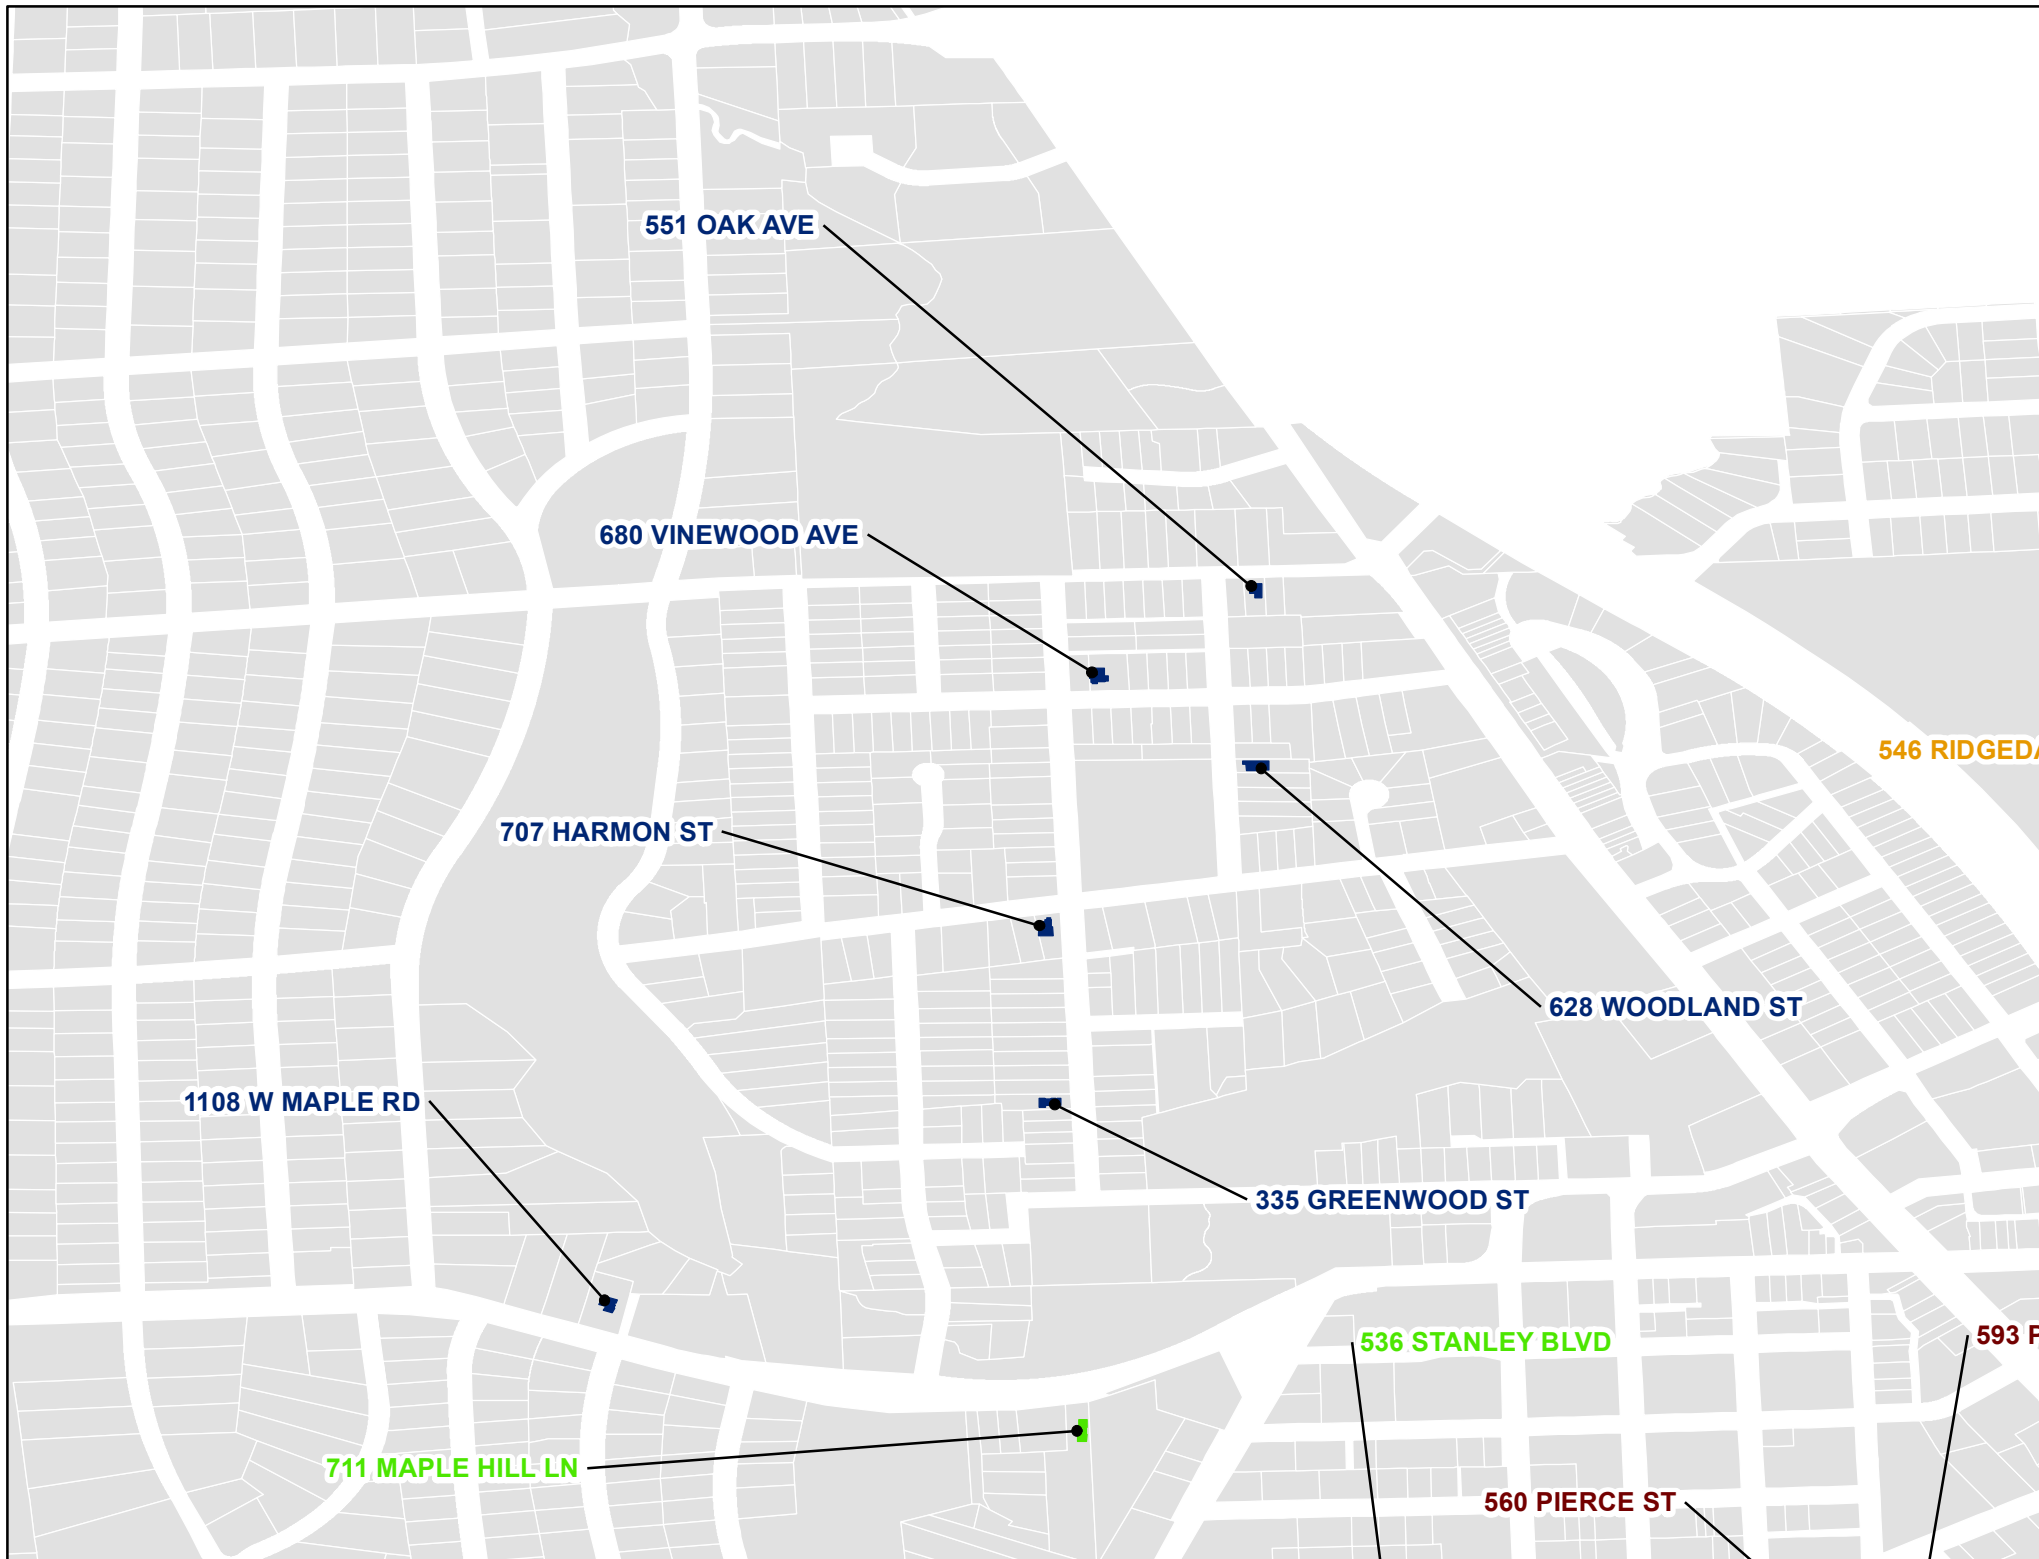 551 OAK AVE
680 VINEWOOD AVE
546
707 HARMON ST
628 WOODLAND ST
1108 W MAPLE RD
335 GREENWOOD ST
593
536 STANLEY BLVD
711 MAPLE HILL LN
560 PIERCE ST